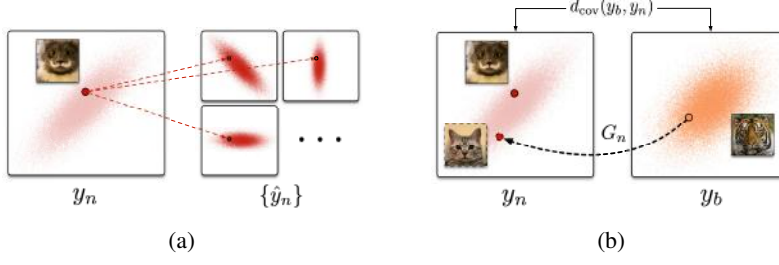 d_cov(y_b, y_n)
G_n
y_n
{ŷ_n}
y_n
y_b
(a)
(b)